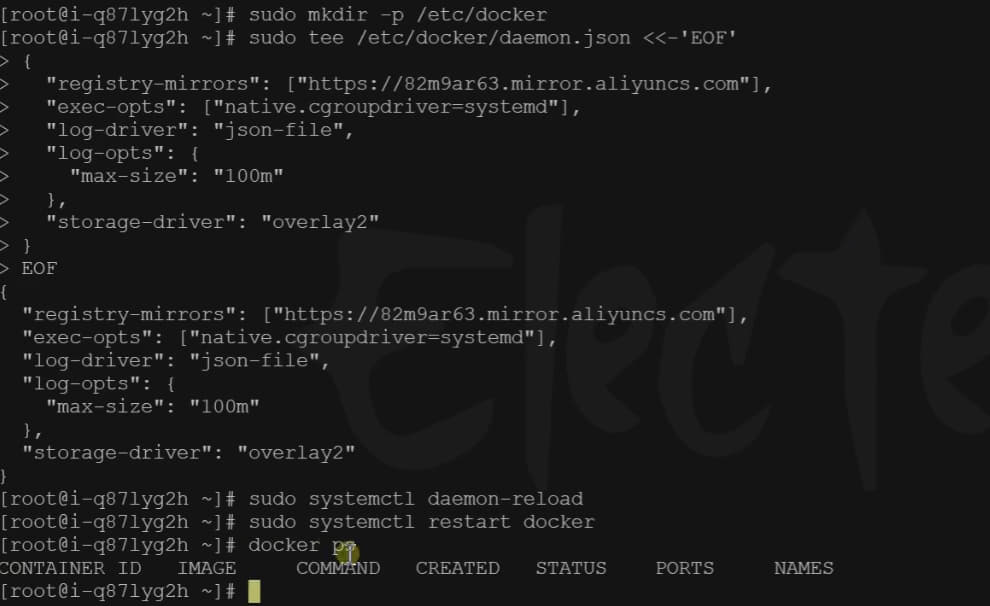 [root@i-q87lyg2h ~]# sudo mkdir -p /etc/docker
[root@i-q87lyg2h ~]# sudo tee /etc/docker/daemon.json <<-'EOF'
> {
>   "registry-mirrors": ["https://82m9ar63.mirror.aliyuncs.com"],
>   "exec-opts": ["native.cgroupdriver=systemd"],
>   "log-driver": "json-file",
>   "log-opts": {
>     "max-size": "100m"
>   },
>   "storage-driver": "overlay2"
> }
> EOF
{
  "registry-mirrors": ["https://82m9ar63.mirror.aliyuncs.com"],
  "exec-opts": ["native.cgroupdriver=systemd"],
  "log-driver": "json-file",
  "log-opts": {
    "max-size": "100m"
  },
  "storage-driver": "overlay2"
}
[root@i-q87lyg2h ~]# sudo systemctl daemon-reload
[root@i-q87lyg2h ~]# sudo systemctl restart docker
[root@i-q87lyg2h ~]# docker ps
CONTAINER ID   IMAGE     COMMAND   CREATED   STATUS    PORTS     NAMES
[root@i-q87lyg2h ~]#
Electe